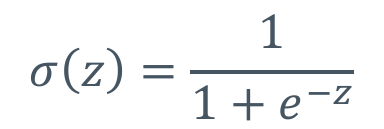 σ(z) = 1 / (1 + e^{-z})